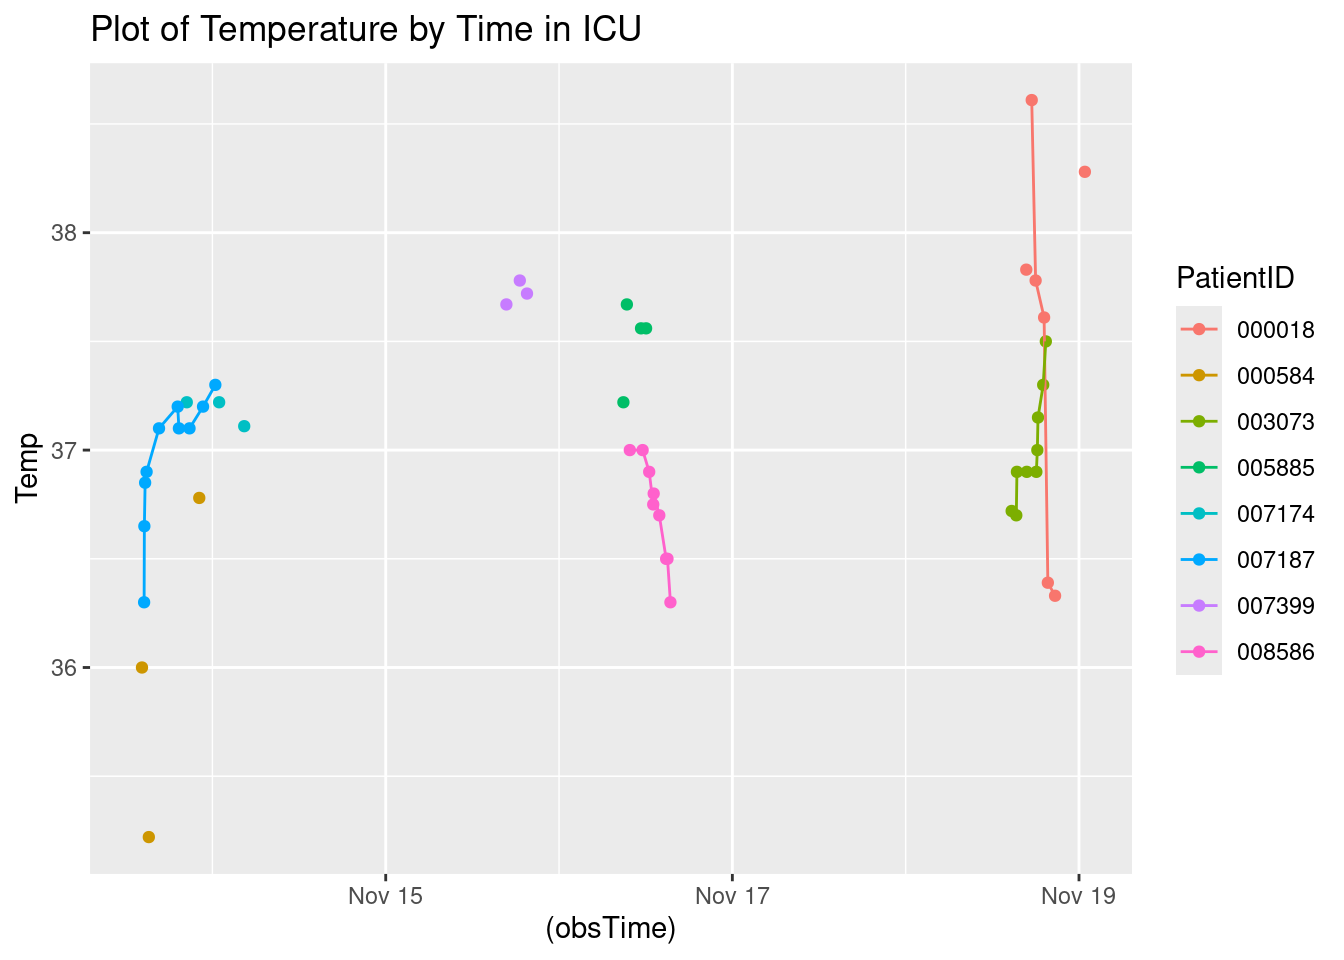 Plot of Temperature by Time in ICU
Temp
38
37
36
Nov 15
Nov 17
Nov 19
(obsTime)
PatientID
000018
000584
003073
005885
007174
007187
007399
008586